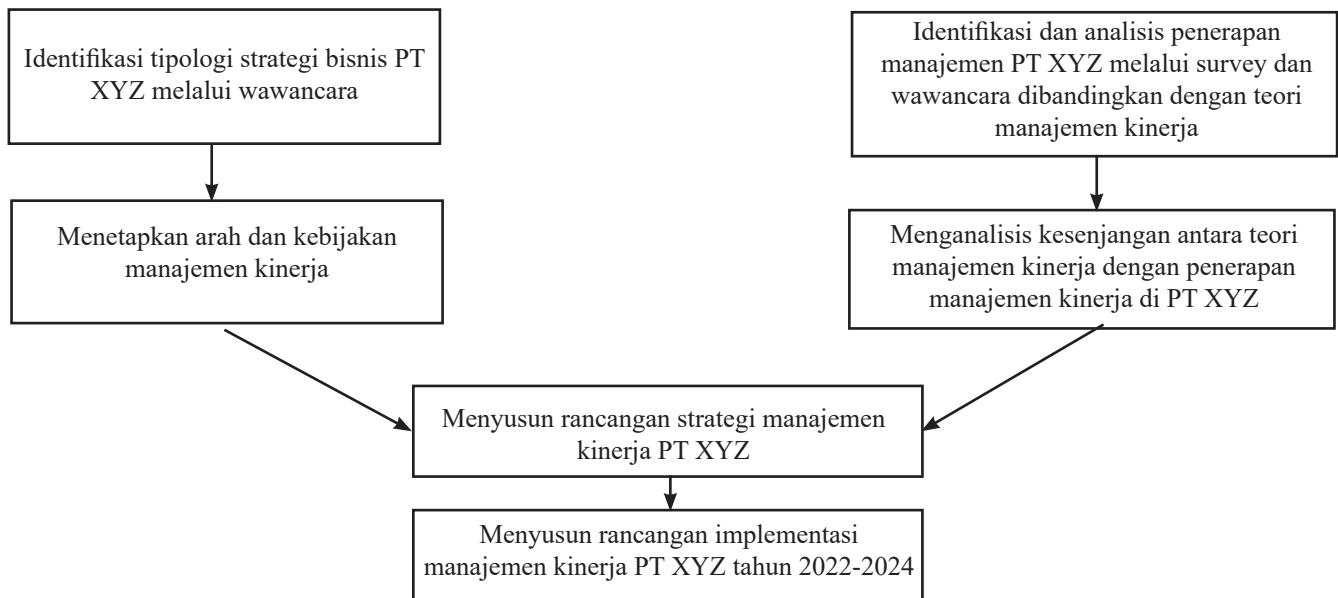 Identifikasi tipologi strategi bisnis PT
XYZ melalui wawancara
Identifikasi dan analisis penerapan
manajemen PT XYZ melalui survey dan
wawancara dibandingkan dengan teori
manajemen kinerja
Menetapkan arah dan kebijakan
manajemen kinerja
Menganalisis kesenjangan antara teori
manajemen kinerja dengan penerapan
manajemen kinerja di PT XYZ
Menyusun rancangan strategi manajemen
kinerja PT XYZ
Menyusun rancangan implementasi
manajemen kinerja PT XYZ tahun 2022-2024